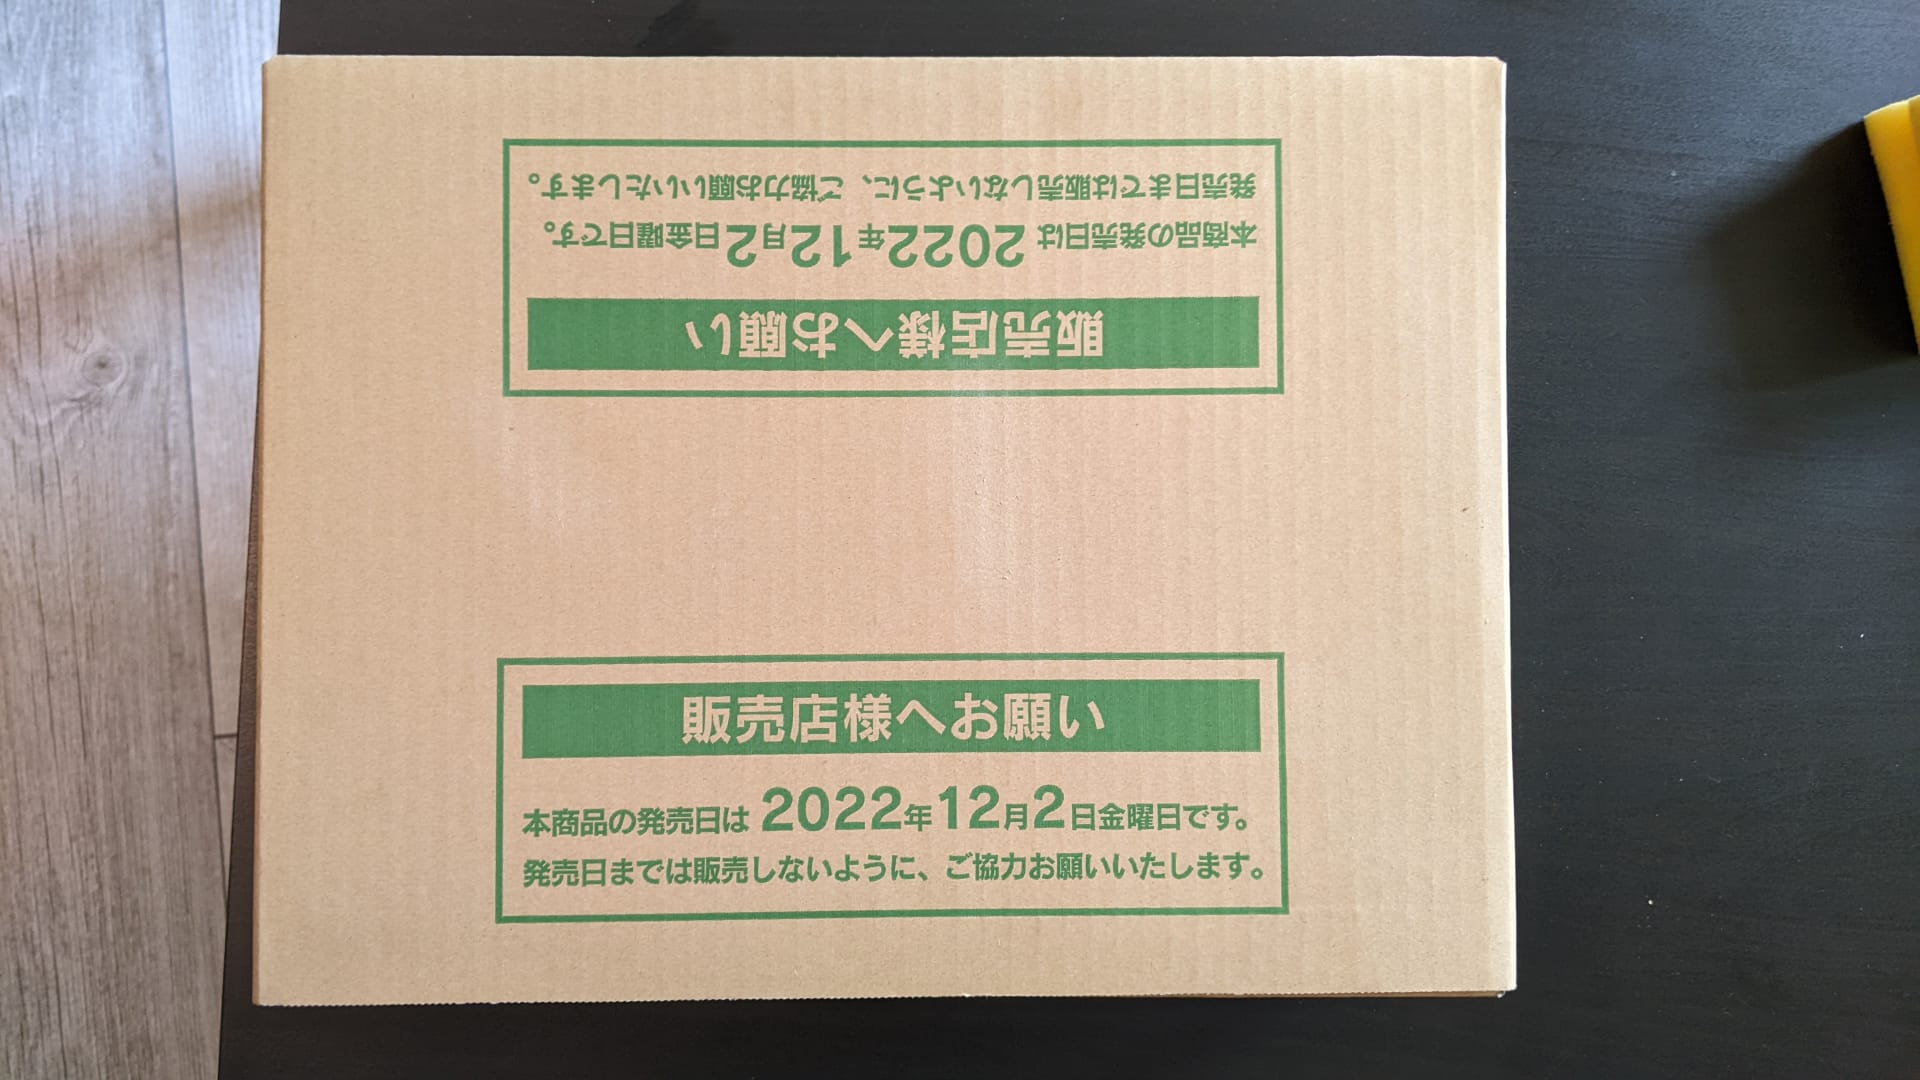 発売日までは販売しないように、ご協力お願いいたします。
本商品の発売日は 2022年12月2日金曜日です。
販売店様へお願い
販売店様へお願い
本商品の発売日は 2022年12月2日金曜日です。
発売日までは販売しないように、ご協力お願いいたします。